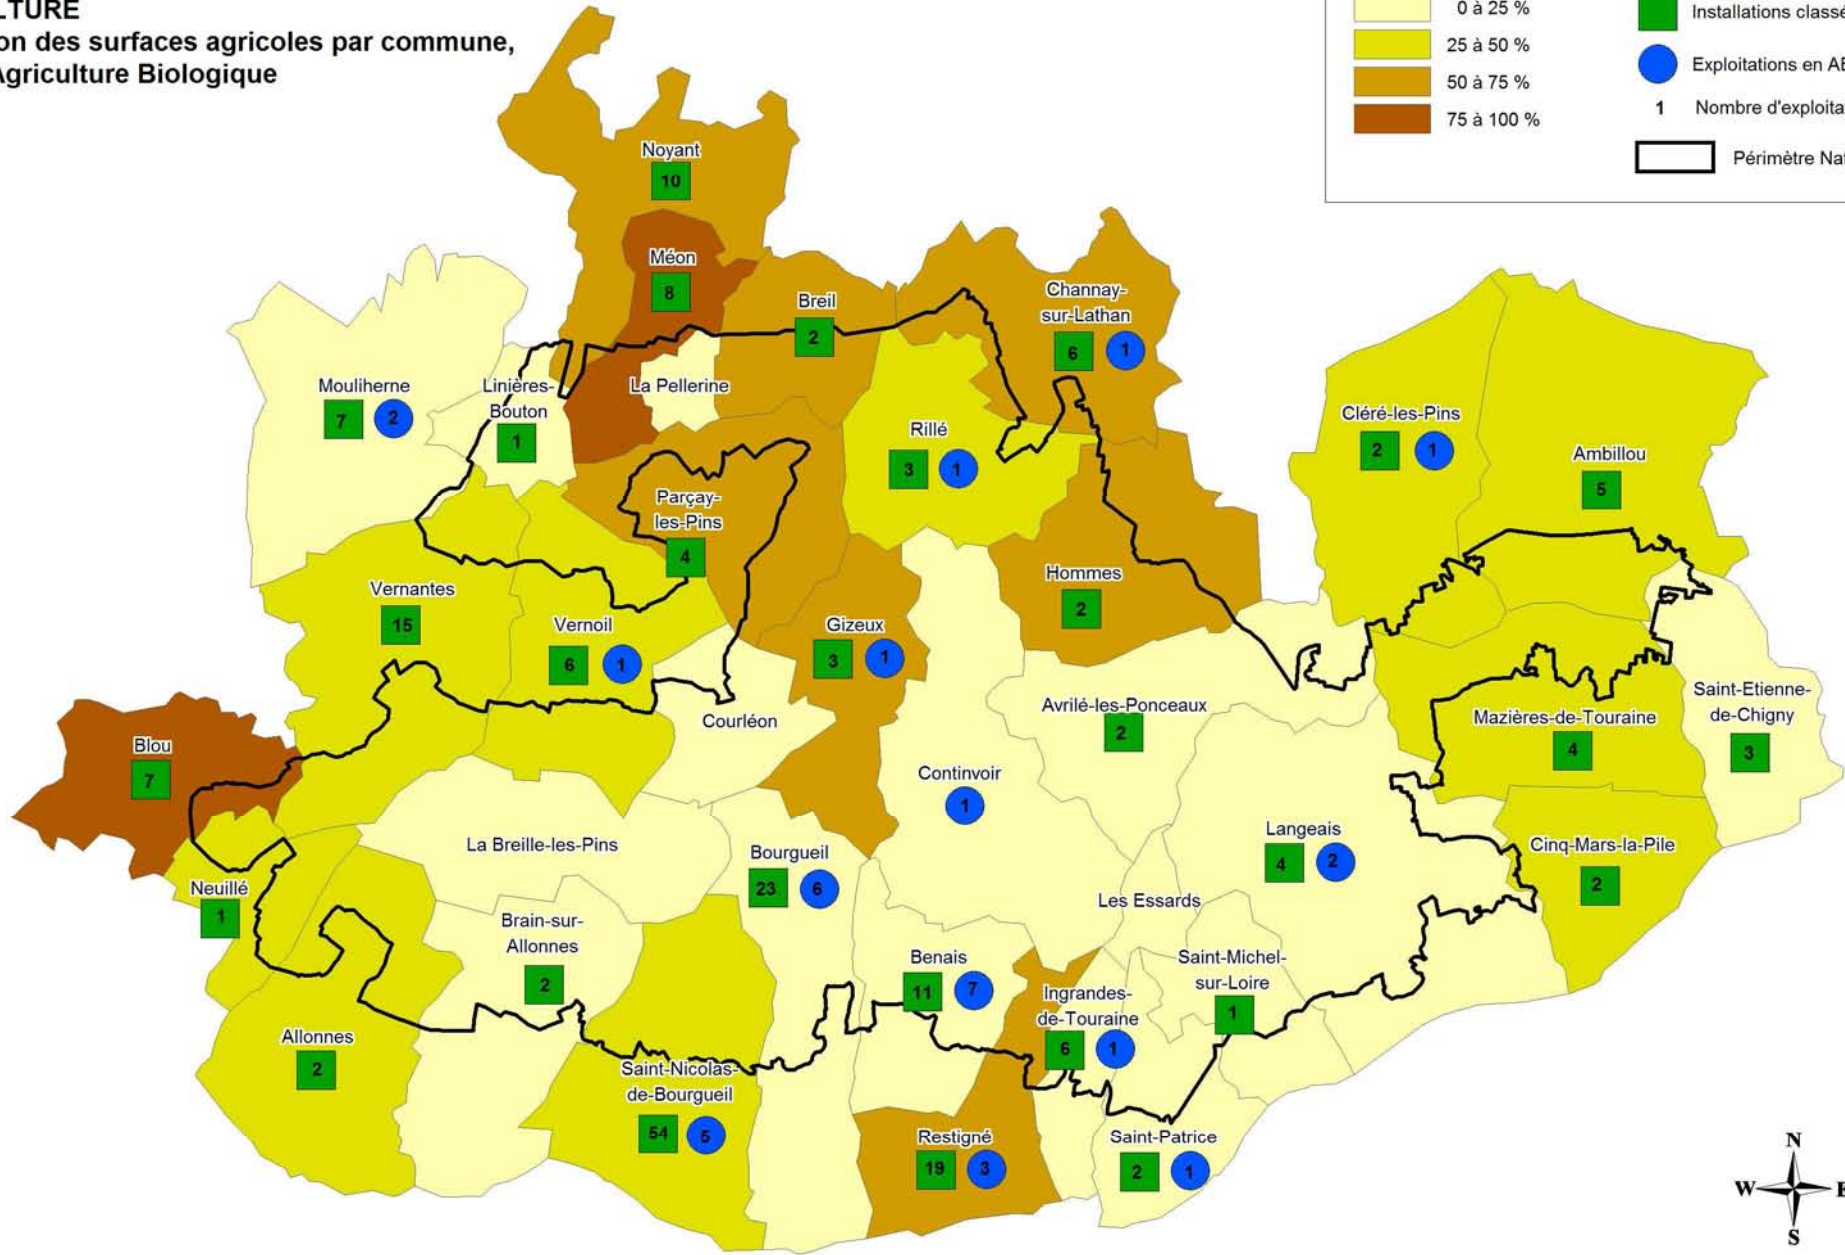 LTURE
on des surfaces agricoles par commune,
Agriculture Biologique
0 à 25 %
25 à 50 %
50 à 75 %
75 à 100 %
Installations classé
Exploitations en AB
1 Nombre d'exploita
Périmètre Nat
Noyant
10
Méon
8
Breil
2
Channay-
sur-Lathan
6 1
Mouliherne
7 2
Linières-
Bouton
1
La Pellerine
Rillé
3 1
Cléré-les-Pins
2 1
Ambillou
5
Parçay-
les-Pins
4
Vernantes
15
Vernoil
6 1
Gizeux
3 1
Hommes
2
Courléon
Avrilé-les-Ponceaux
2
Mazières-de-Touraine
4
Saint-Etienne-
de-Chigny
3
Blou
7
Continvoir
1
Neuillé
1
La Breille-les-Pins
Bourgueil
23 6
Langeais
4 2
Cinq-Mars-la-Pile
2
Les Essards
Brain-sur-
Allonnes
2
Benais
11 7
Saint-Michel-
sur-Loire
1
Ingrandes-
de-Touraine
6 1
Allonnes
2
Saint-Nicolas-
de-Bourgueil
54 5
Restigné
19 3
Saint-Patrice
2 1
N
W E
S